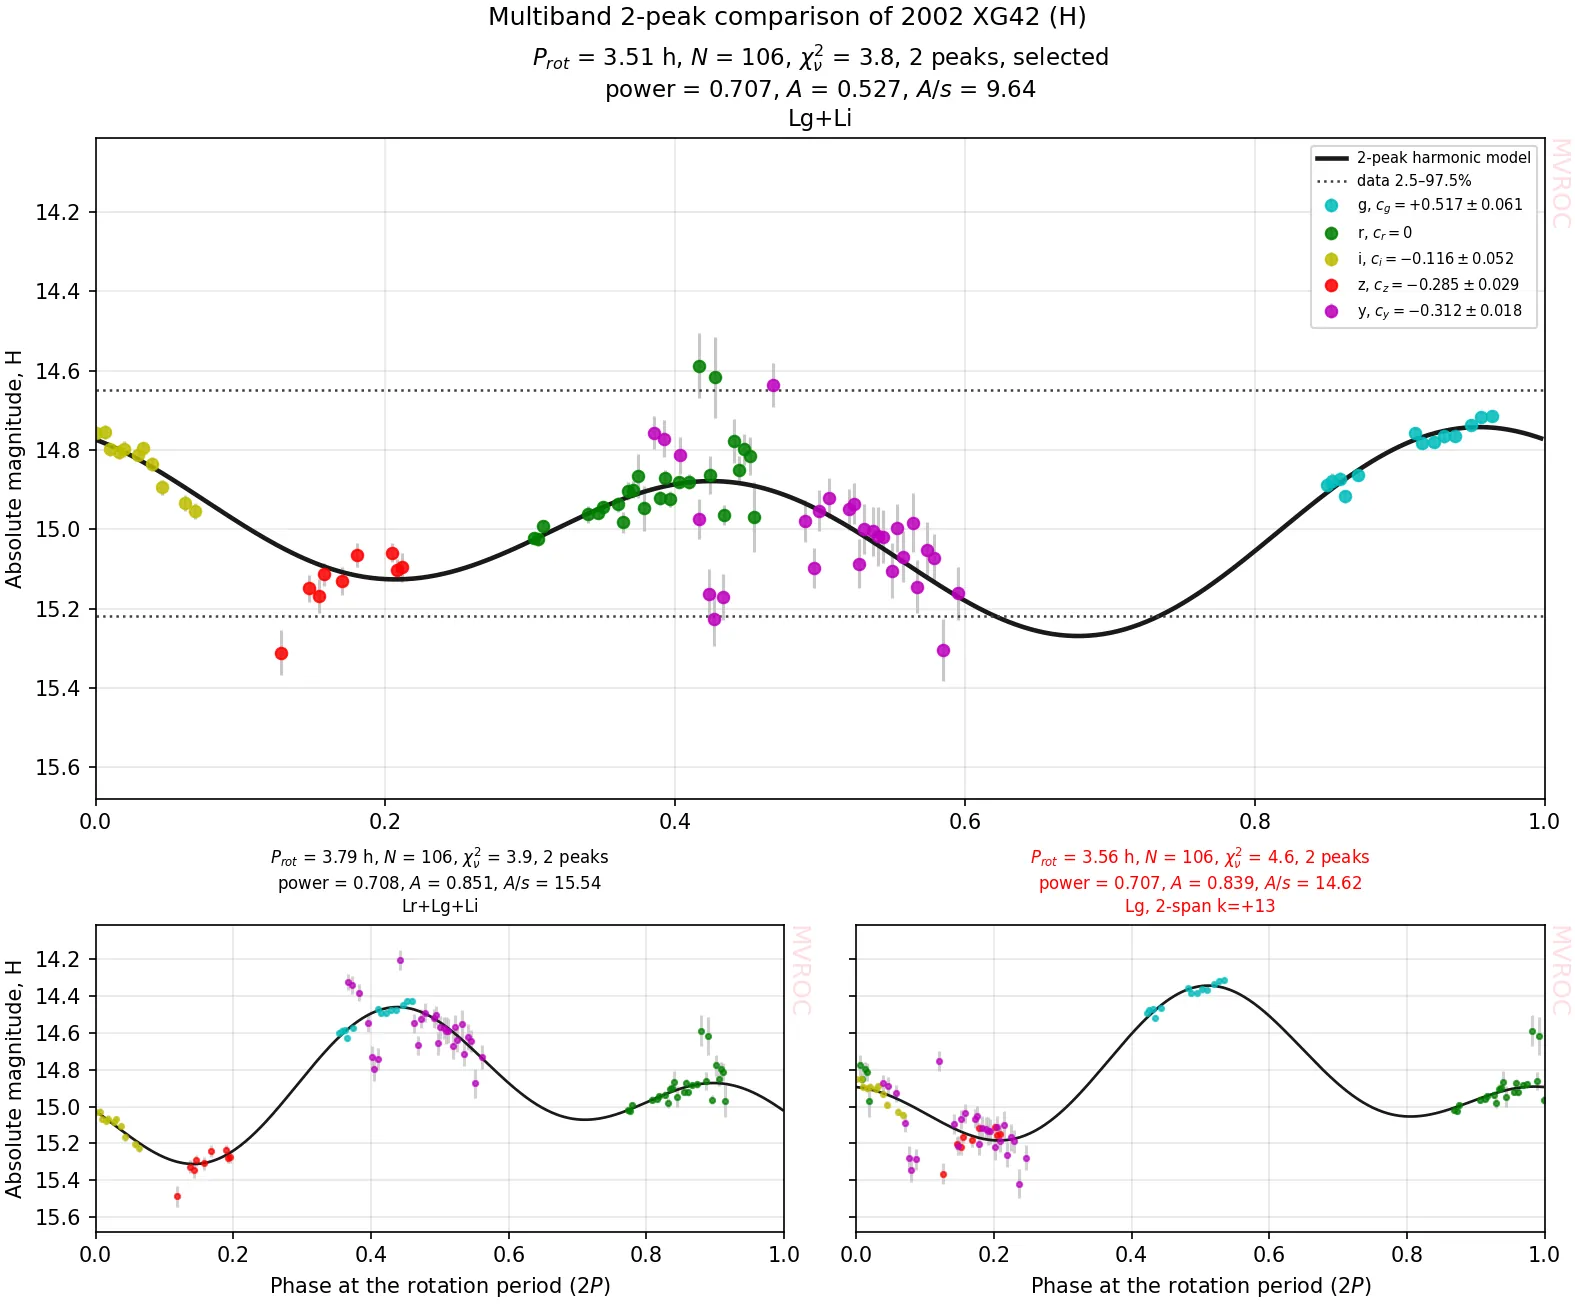 Multiband 2-peak comparison of 2002 XG42 (H)
P_rot = 3.51 h, N = 106, χ²_ν = 3.8, 2 peaks, selected
power = 0.707, A = 0.527, A/s = 9.64
Lg+Li
MVROC
2-peak harmonic model
data 2.5–97.5%
g, c_g = +0.517 ± 0.061
r, c_r = 0
i, c_i = −0.116 ± 0.052
z, c_z = −0.285 ± 0.029
y, c_y = −0.312 ± 0.018
Absolute magnitude, H
14.2
14.4
14.6
14.8
15.0
15.2
15.4
15.6
0.0 0.2 0.4 0.6 0.8 1.0
P_rot = 3.79 h, N = 106, χ²_ν = 3.9, 2 peaks
power = 0.708, A = 0.851, A/s = 15.54
Lr+Lg+Li
MVROC
Absolute magnitude, H
14.2
14.4
14.6
14.8
15.0
15.2
15.4
15.6
0.0 0.2 0.4 0.6 0.8 1.0
Phase at the rotation period (2P)
P_rot = 3.56 h, N = 106, χ²_ν = 4.6, 2 peaks
power = 0.707, A = 0.839, A/s = 14.62
Lg, 2-span k=+13
MVROC
0.0 0.2 0.4 0.6 0.8 1.0
Phase at the rotation period (2P)